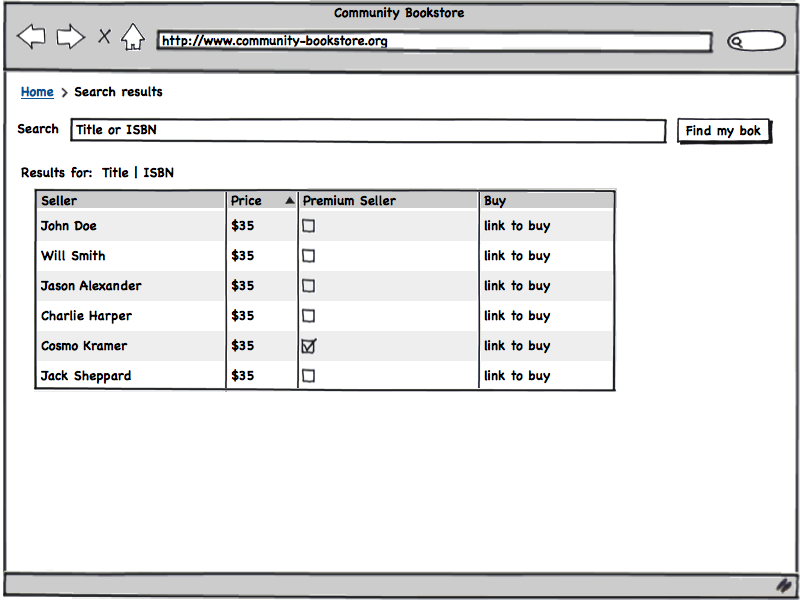 Community Bookstore
http://www.community-bookstore.org
Home > Search results
Search Title or ISBN Find my bok
Results for: Title | ISBN
Seller Price Premium Seller Buy
John Doe $35 link to buy
Will Smith $35 link to buy
Jason Alexander $35 link to buy
Charlie Harper $35 link to buy
Cosmo Kramer $35 link to buy
Jack Sheppard $35 link to buy